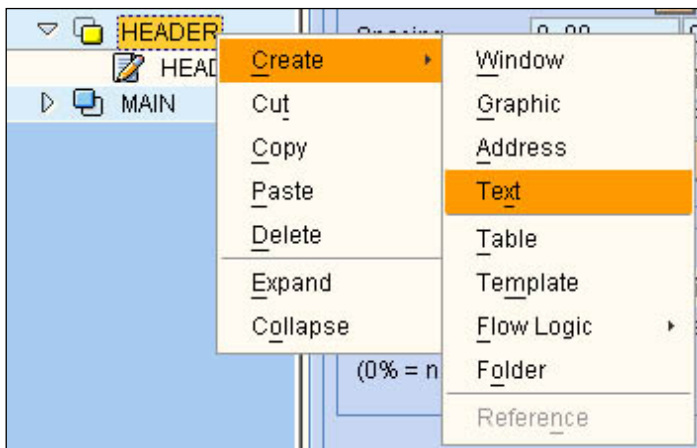 HEADER
HEAD
MAIN
Create
Cut
Copy
Paste
Delete
Expand
Collapse
Window
Graphic
Address
Text
Table
Template
Flow Logic
Folder
Reference
(0% = n